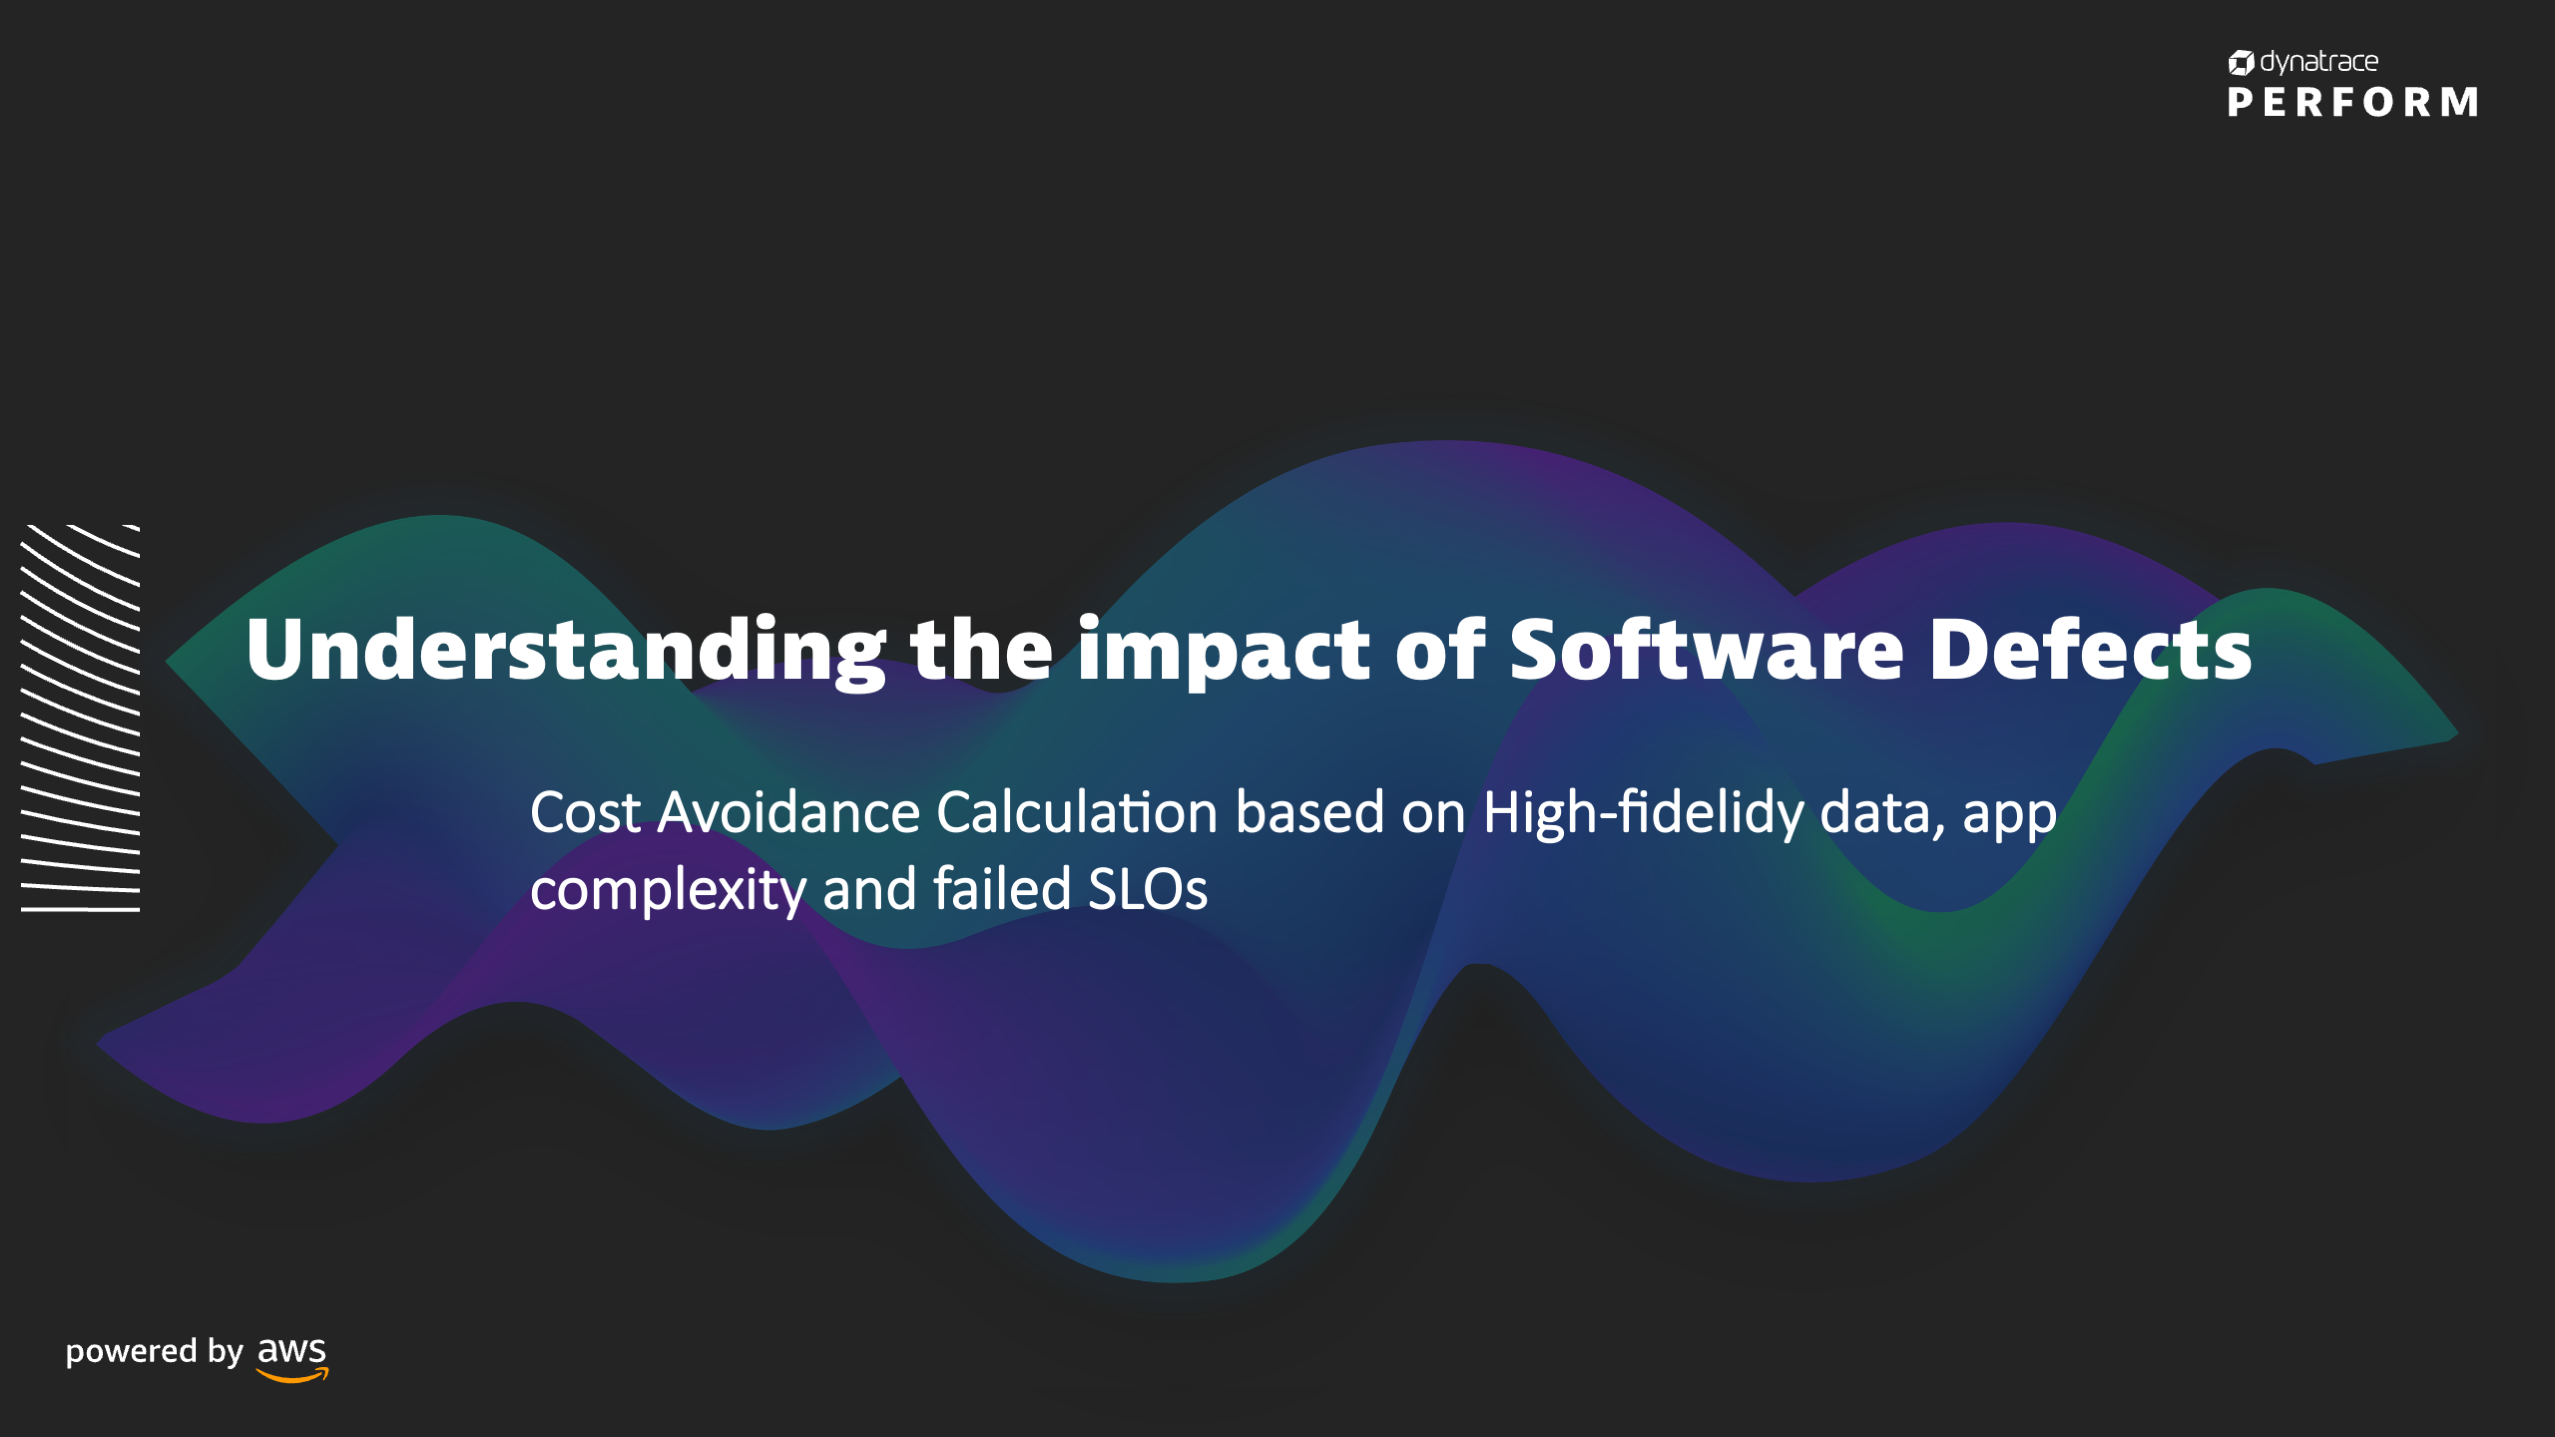 dynatrace
PERFORM
Understanding the impact of Software Defects
Cost Avoidance Calculation based on High-fidelidy data, app
complexity and failed SLOs
powered by aws